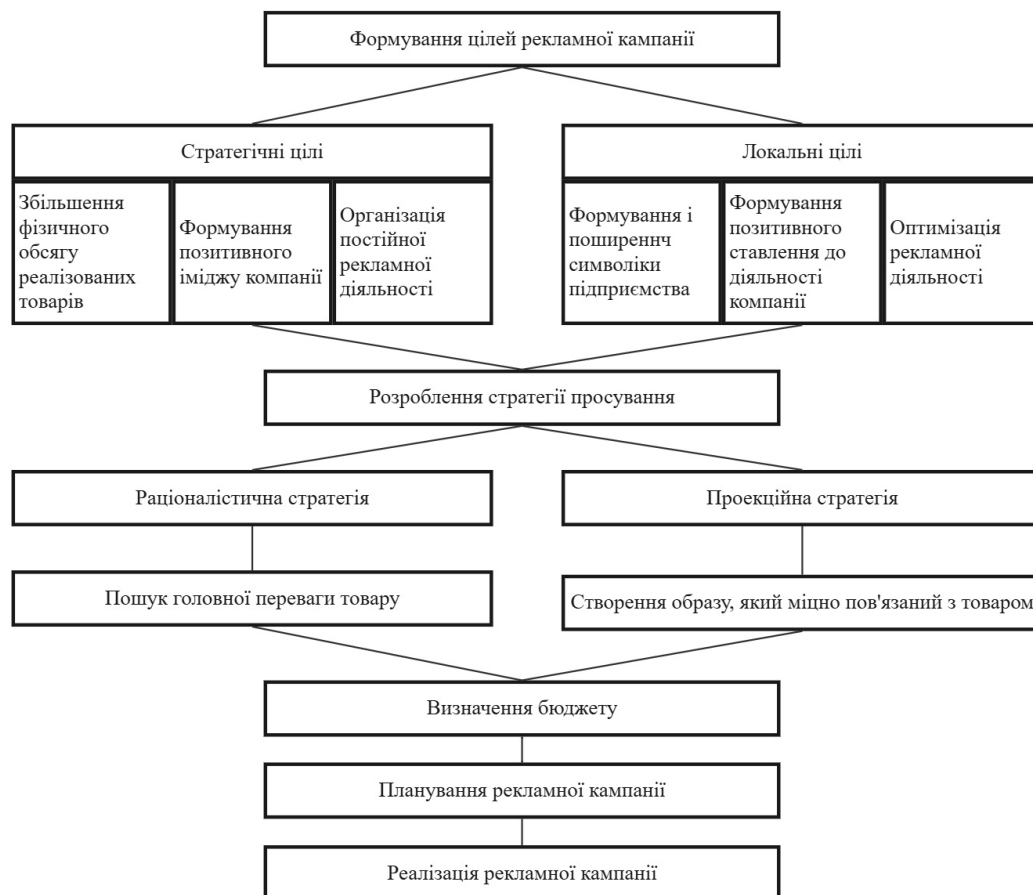 Формування цілей рекламної кампанії
Стратегічні цілі
Локальні цілі
Збільшення
фізичного
обсягу
реалізованих
товарів
Формування
позитивного
іміджу компанії
Організація
постійної
рекламної
діяльності
Формування і
поширеннч
символіки
підприємства
Формування
позитивного
ставлення до
діяльності
компанії
Оптимізація
рекламної
діяльності
Розроблення стратегії просування
Раціоналістична стратегія
Проекційна стратегія
Пошук головної переваги товару
Створення образу, який міцно пов'язаний з товаром
Визначення бюджету
Планування рекламної кампанії
Реалізація рекламної кампанії